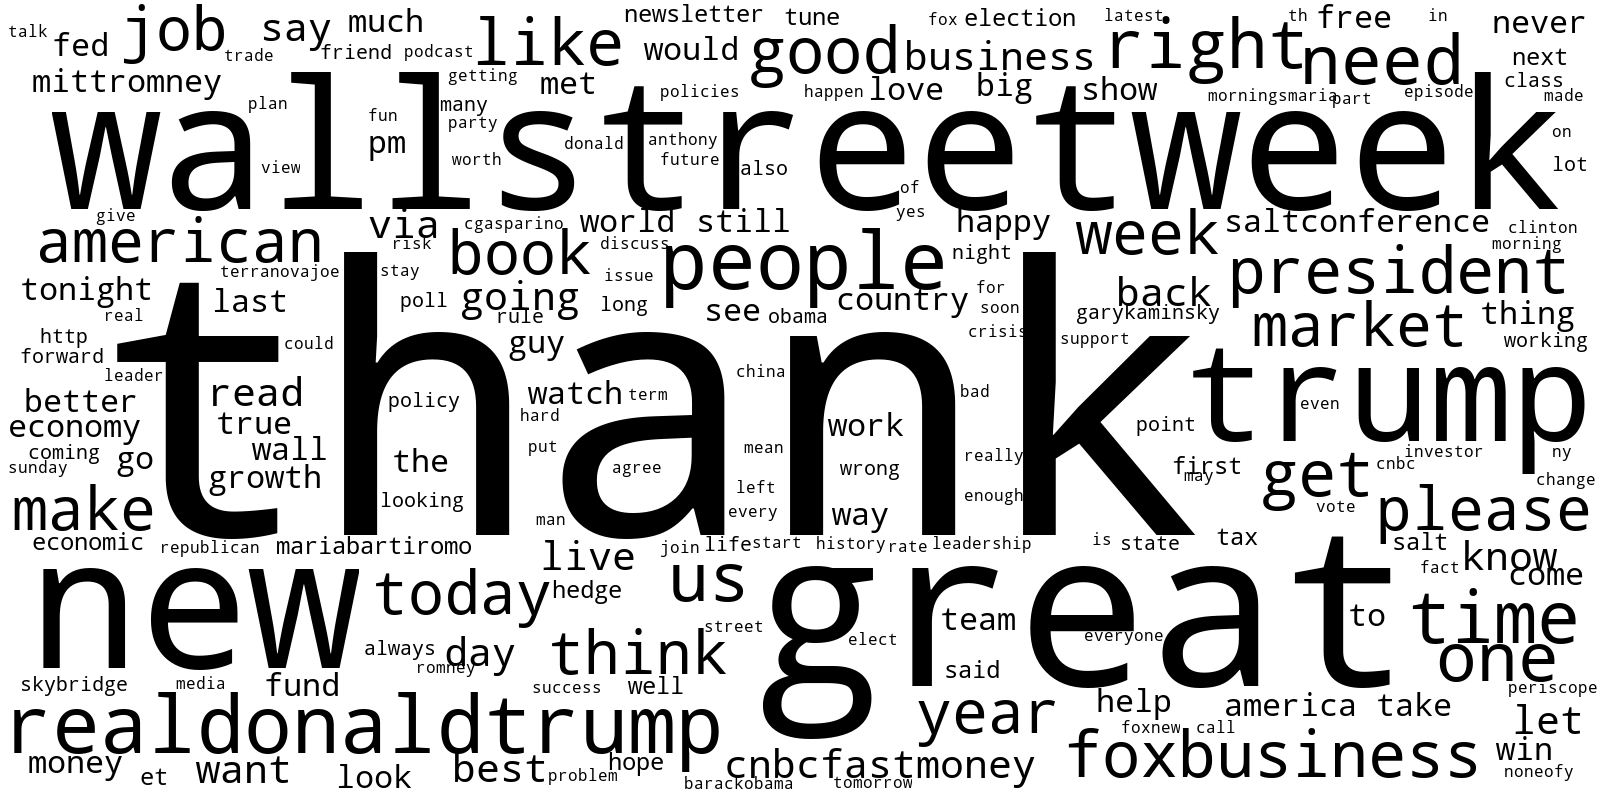 talk fed job say much newsletter tune fox election latest th free in never
trade friend podcast like would good business right need next
mittromney getting met policies happen love big show morningsmaria part episode class made
wallstreetweek
plan fun many party pm worth donald anthony future also on lot
view of yes
give american via cgasparino world still happy week saltconference clinton morning
risk book discuss people night president
terranovajoe stay issue
tonight last poll going long see obama country for soon back garykaminsky market thing
real rule crisis support working
http forward could guy
thank
leader china trump
better read policy watch term bad even
economy true hard work point
coming wall put mean investor ny
sunday go growth the agree wrong really first may get cnbc change
make looking left enough vote please
man every way
economic republican mariabartiromo live join life start history rate leadership is state tax salt know
new great
today hedge us fact come
team to time
street elect everyone
always day think one
romney said
skybridge media fund success well periscope
realdonaldtrump year help america take let
foxnew call
money et want look best problem hope cnbcfastmoney foxbusiness win noneofy
barackobama tomorrow